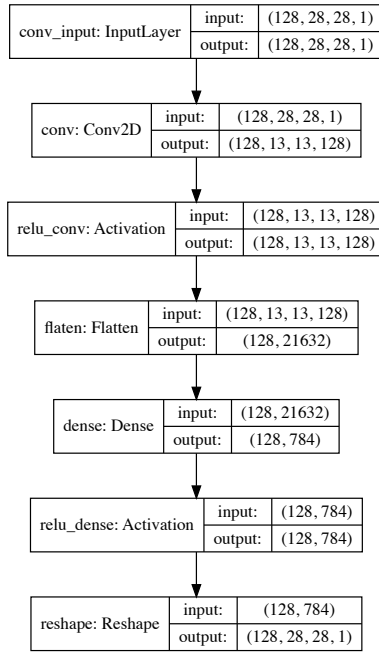 conv_input: InputLayer input: (128, 28, 28, 1)
output: (128, 28, 28, 1)
conv: Conv2D input: (128, 28, 28, 1)
output: (128, 13, 13, 128)
relu_conv: Activation input: (128, 13, 13, 128)
output: (128, 13, 13, 128)
flaten: Flatten input: (128, 13, 13, 128)
output: (128, 21632)
dense: Dense input: (128, 21632)
output: (128, 784)
relu_dense: Activation input: (128, 784)
output: (128, 784)
reshape: Reshape input: (128, 784)
output: (128, 28, 28, 1)